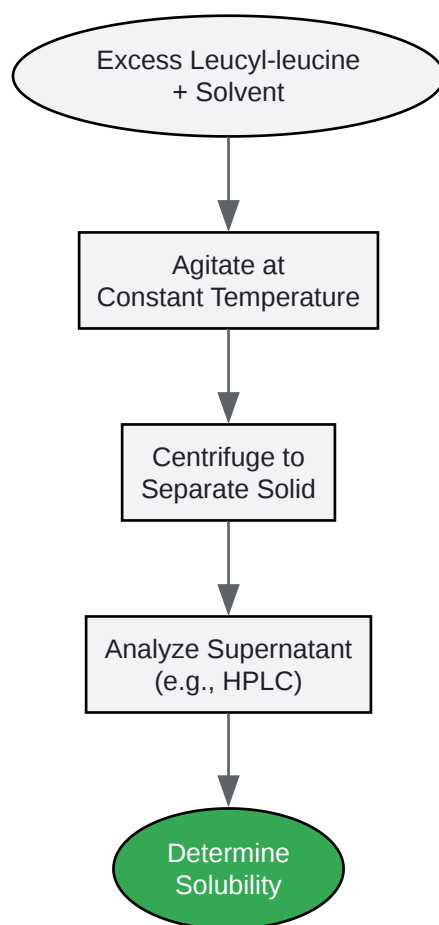 Excess Leucyl-leucine
+ Solvent
Agitate at
Constant Temperature
Centrifuge to
Separate Solid
Analyze Supernatant
(e.g., HPLC)
Determine
Solubility